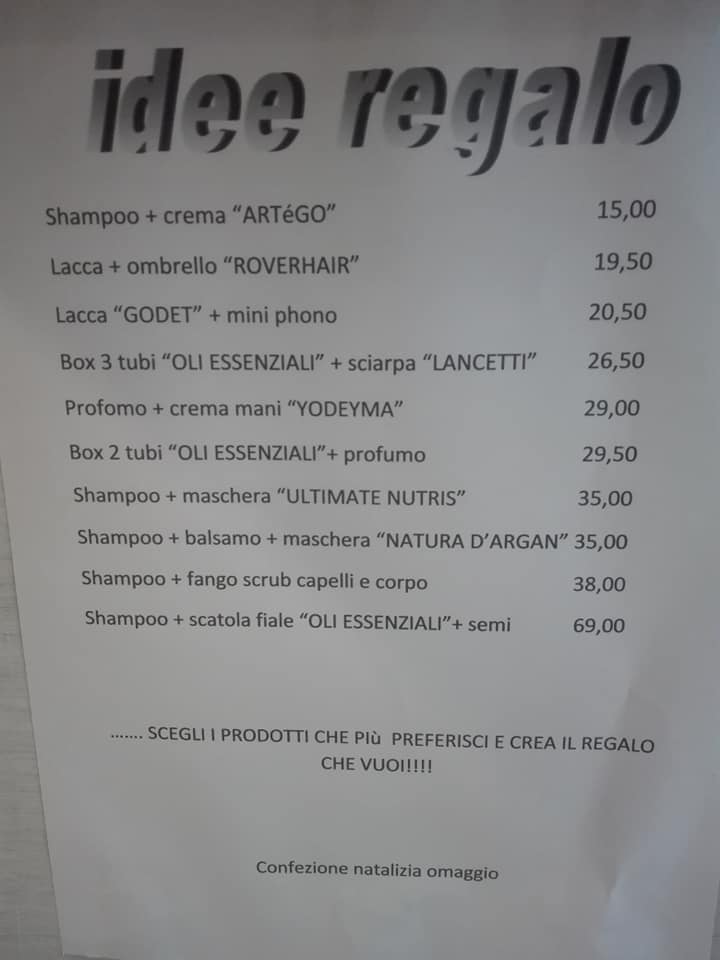 idee regalo
Shampoo + crema “ARTéGO” 15,00
Lacca + ombrello “ROVERHAIR” 19,50
Lacca “GODET” + mini phono 20,50
Box 3 tubi “OLI ESSENZIALI” + sciarpa “LANCETTI” 26,50
Profomo + crema mani “YODEYMA” 29,00
Box 2 tubi “OLI ESSENZIALI”+ profumo 29,50
Shampoo + maschera “ULTIMATE NUTRIS” 35,00
Shampoo + balsamo + maschera “NATURA D’ARGAN” 35,00
Shampoo + fango scrub capelli e corpo 38,00
Shampoo + scatola fiale “OLI ESSENZIALI”+ semi 69,00
....... SCEGLI I PRODOTTI CHE PIù PREFERISCI E CREA IL REGALO
CHE VUOI!!!!
Confezione natalizia omaggio